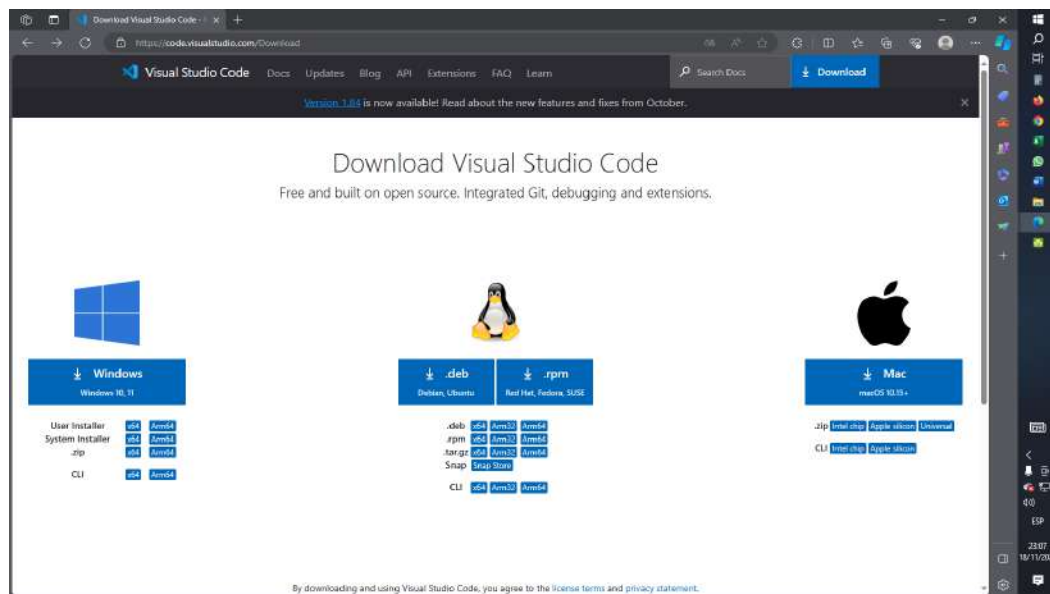 Download Visual Studio Code -
https://code.visualstudio.com/Download
Visual Studio Code Docs Updates Blog API Extensions FAQ Learn Search Docs Download
Version 1.84 is now available! Read about the new features and fixes from October.
Download Visual Studio Code
Free and built on open source. Integrated Git, debugging and extensions.
Windows
Windows 10, 11
User Installer x64 Arm64
System Installer x64 Arm64
.zip x64 Arm64
CLI x64 Arm64
.deb
Debian, Ubuntu
.rpm
Red Hat, Fedora, SUSE
.deb x64 Arm32 Arm64
.rpm x64 Arm32 Arm64
.tar.gz x64 Arm32 Arm64
Snap Snap Store
CLI x64 Arm32 Arm64
Mac
macOS 10.15+
.zip Intel chip Apple silicon Universal
CLI Intel chip Apple silicon
By downloading and using Visual Studio Code, you agree to the license terms and privacy statement.
ESP
23:07
18/11/20